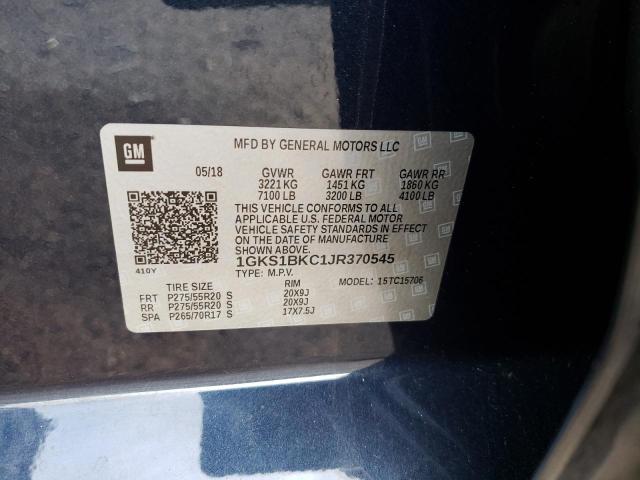 GM
MFD BY GENERAL MOTORS LLC
05/18 GVWR GAWR FRT GAWR RR
3221 KG 1451 KG 1860 KG
7100 LB 3200 LB 4100 LB
THIS VEHICLE CONFORMS TO ALL
APPLICABLE U.S. FEDERAL MOTOR
VEHICLE SAFETY STANDARDS IN EFFECT
ON THE DATE OF MANUFACTURE
SHOWN ABOVE.
1GKS1BKC1JR370545
410Y TYPE: M.P.V.
TIRE SIZE RIM MODEL: 15TC15706
FRT P275/55R20 S 20X9J
RR P275/55R20 S 20X9J
SPA P265/70R17 S 17X7.5J